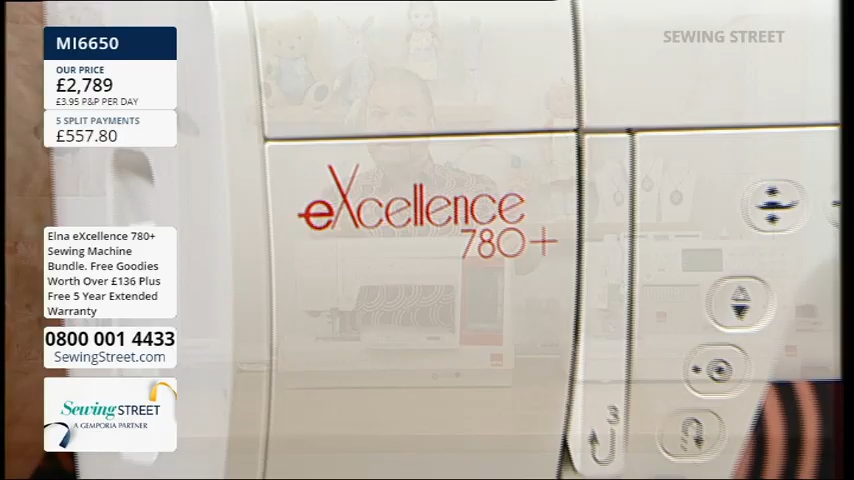 MI6650
OUR PRICE
£2,789
£3.95 P&P PER DAY
5 SPLIT PAYMENTS
£557.80
Elna eXcellence 780+
Sewing Machine
Bundle. Free Goodies
Worth Over £136 Plus
Free 5 Year Extended
Warranty
0800 001 4433
SewingStreet.com
Sewing STREET
A GEMPORIA PARTNER
SEWING STREET
eXcellence
780+
3